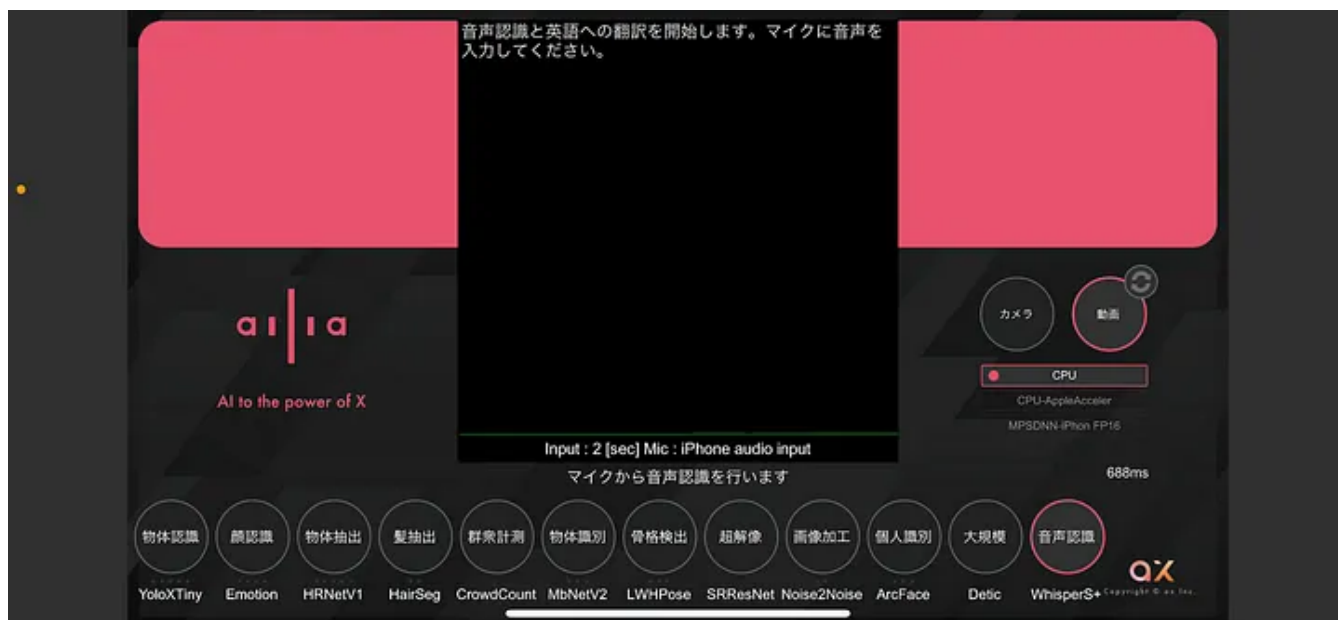 音声認識と英語への翻訳を開始します。マイクに音声を
入力してください。
ailia
AI to the power of X
カメラ
動画
CPU
CPU-AppleAcceler
MPSDNN-iPhon FP16
Input : 2 [sec] Mic : iPhone audio input
マイクから音声認識を行います
688ms
物体認識 顔認識 物体抽出 髪抽出 群衆計測 物体識別 骨格検出 超解像 画像加工 個人識別 大規模 音声認識
YoloXTiny Emotion HRNetV1 HairSeg CrowdCount MbNetV2 LWHPose SRResNet Noise2Noise ArcFace Detic WhisperS+
ax
Copyright © ax Inc.